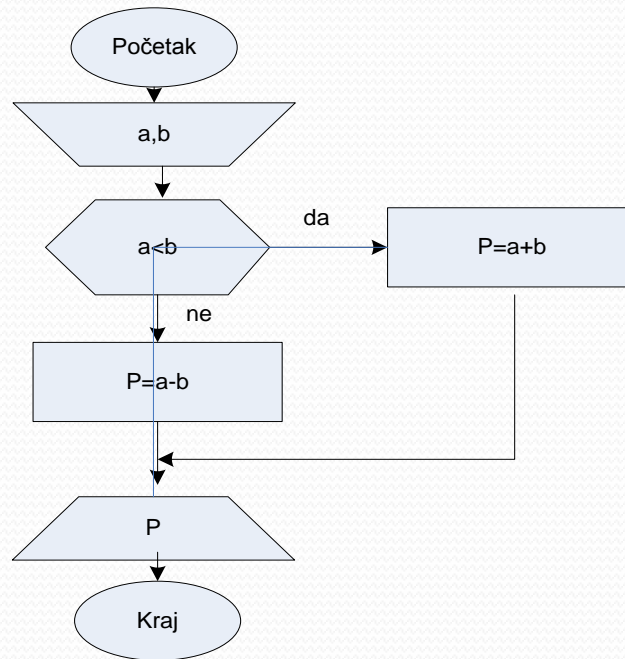 Početak
a,b
a<b
da
P=a+b
ne
P=a-b
P
Kraj